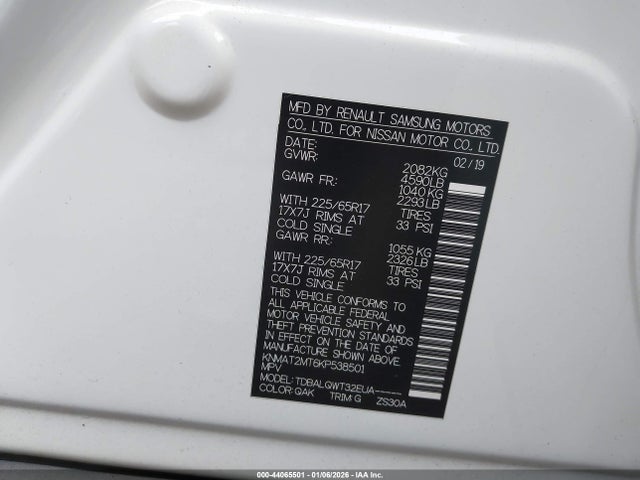 MFD BY RENAULT SAMSUNG MOTORS
CO., LTD. FOR NISSAN MOTOR CO., LTD.
DATE: 02/19
GVWR: 2082KG
4590LB
GAWR FR: 1040KG
2293LB
WITH 225/65R17 TIRES
17X7J RIMS AT 33 PSI
COLD SINGLE
GAWR RR: 1055KG
2326LB
WITH 225/65R17 TIRES
17X7J RIMS AT 33 PSI
COLD SINGLE
THIS VEHICLE CONFORMS TO
ALL APPLICABLE FEDERAL
MOTOR VEHICLE SAFETY AND
THEFT PREVENTION STANDARDS
IN EFFECT ON THE DATE OF
MANUFACTURE SHOWN ABOVE.
KNMAT2MT6KP538501
MPV
MODEL: TDBALQWT32EUA-----
COLOR: QAK TRIM: G ZS30A
000-44065501 - 01/06/2026 - IAA Inc.